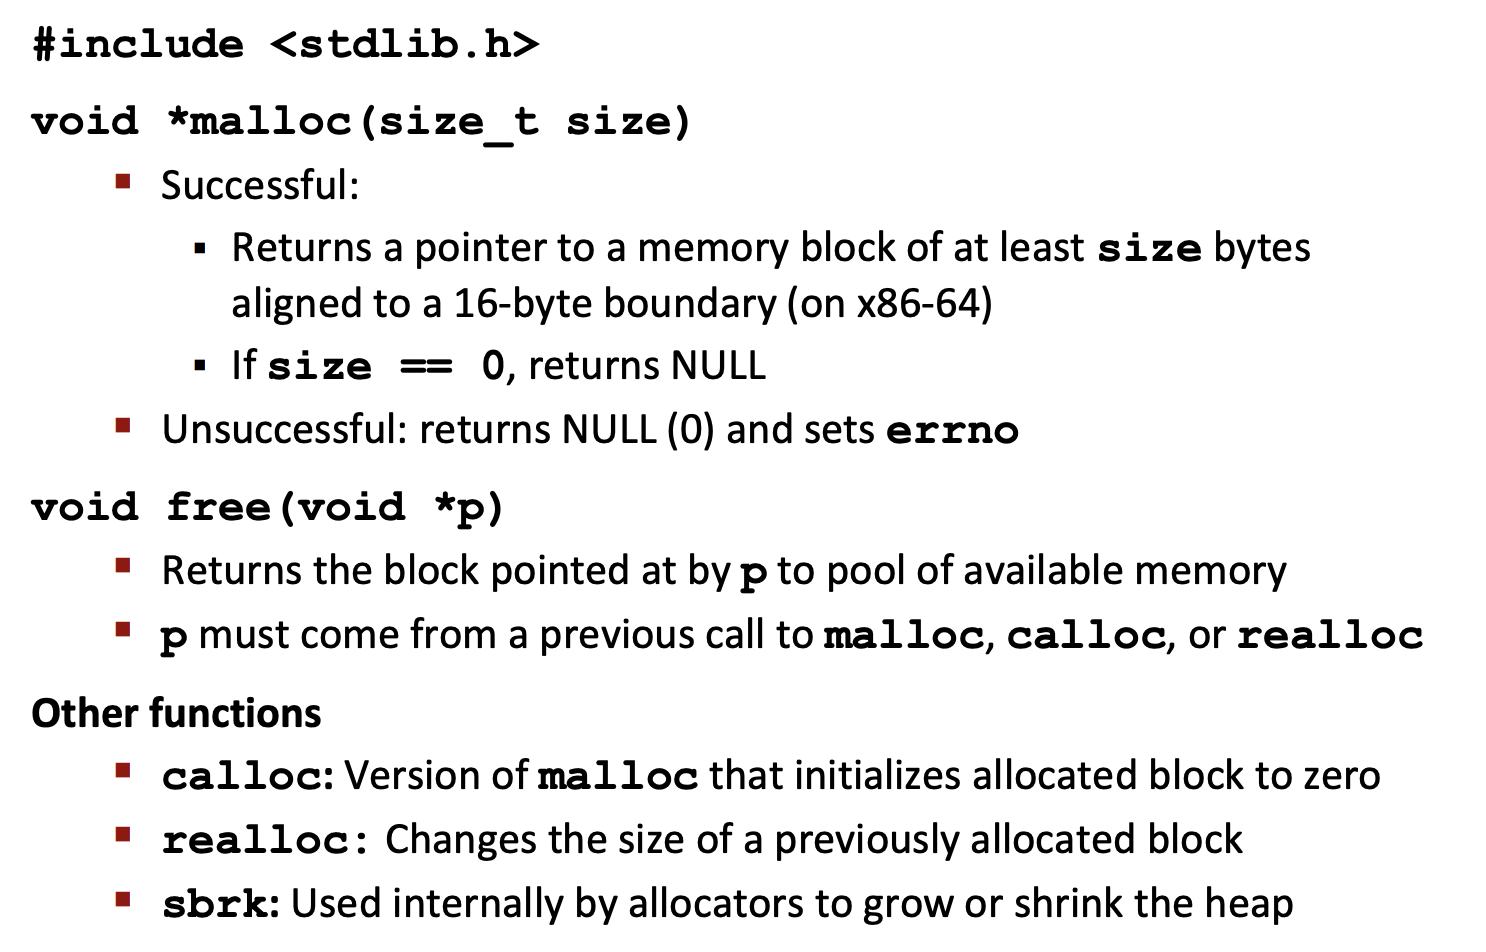 #include <stdlib.h>
void *malloc(size_t size)
▪ Successful:
▪ Returns a pointer to a memory block of at least size bytes
aligned to a 16-byte boundary (on x86-64)
▪ If size == 0, returns NULL
▪ Unsuccessful: returns NULL (0) and sets errno
void free(void *p)
▪ Returns the block pointed at by p to pool of available memory
▪ p must come from a previous call to malloc, calloc, or realloc
Other functions
▪ calloc: Version of malloc that initializes allocated block to zero
▪ realloc: Changes the size of a previously allocated block
▪ sbrk: Used internally by allocators to grow or shrink the heap